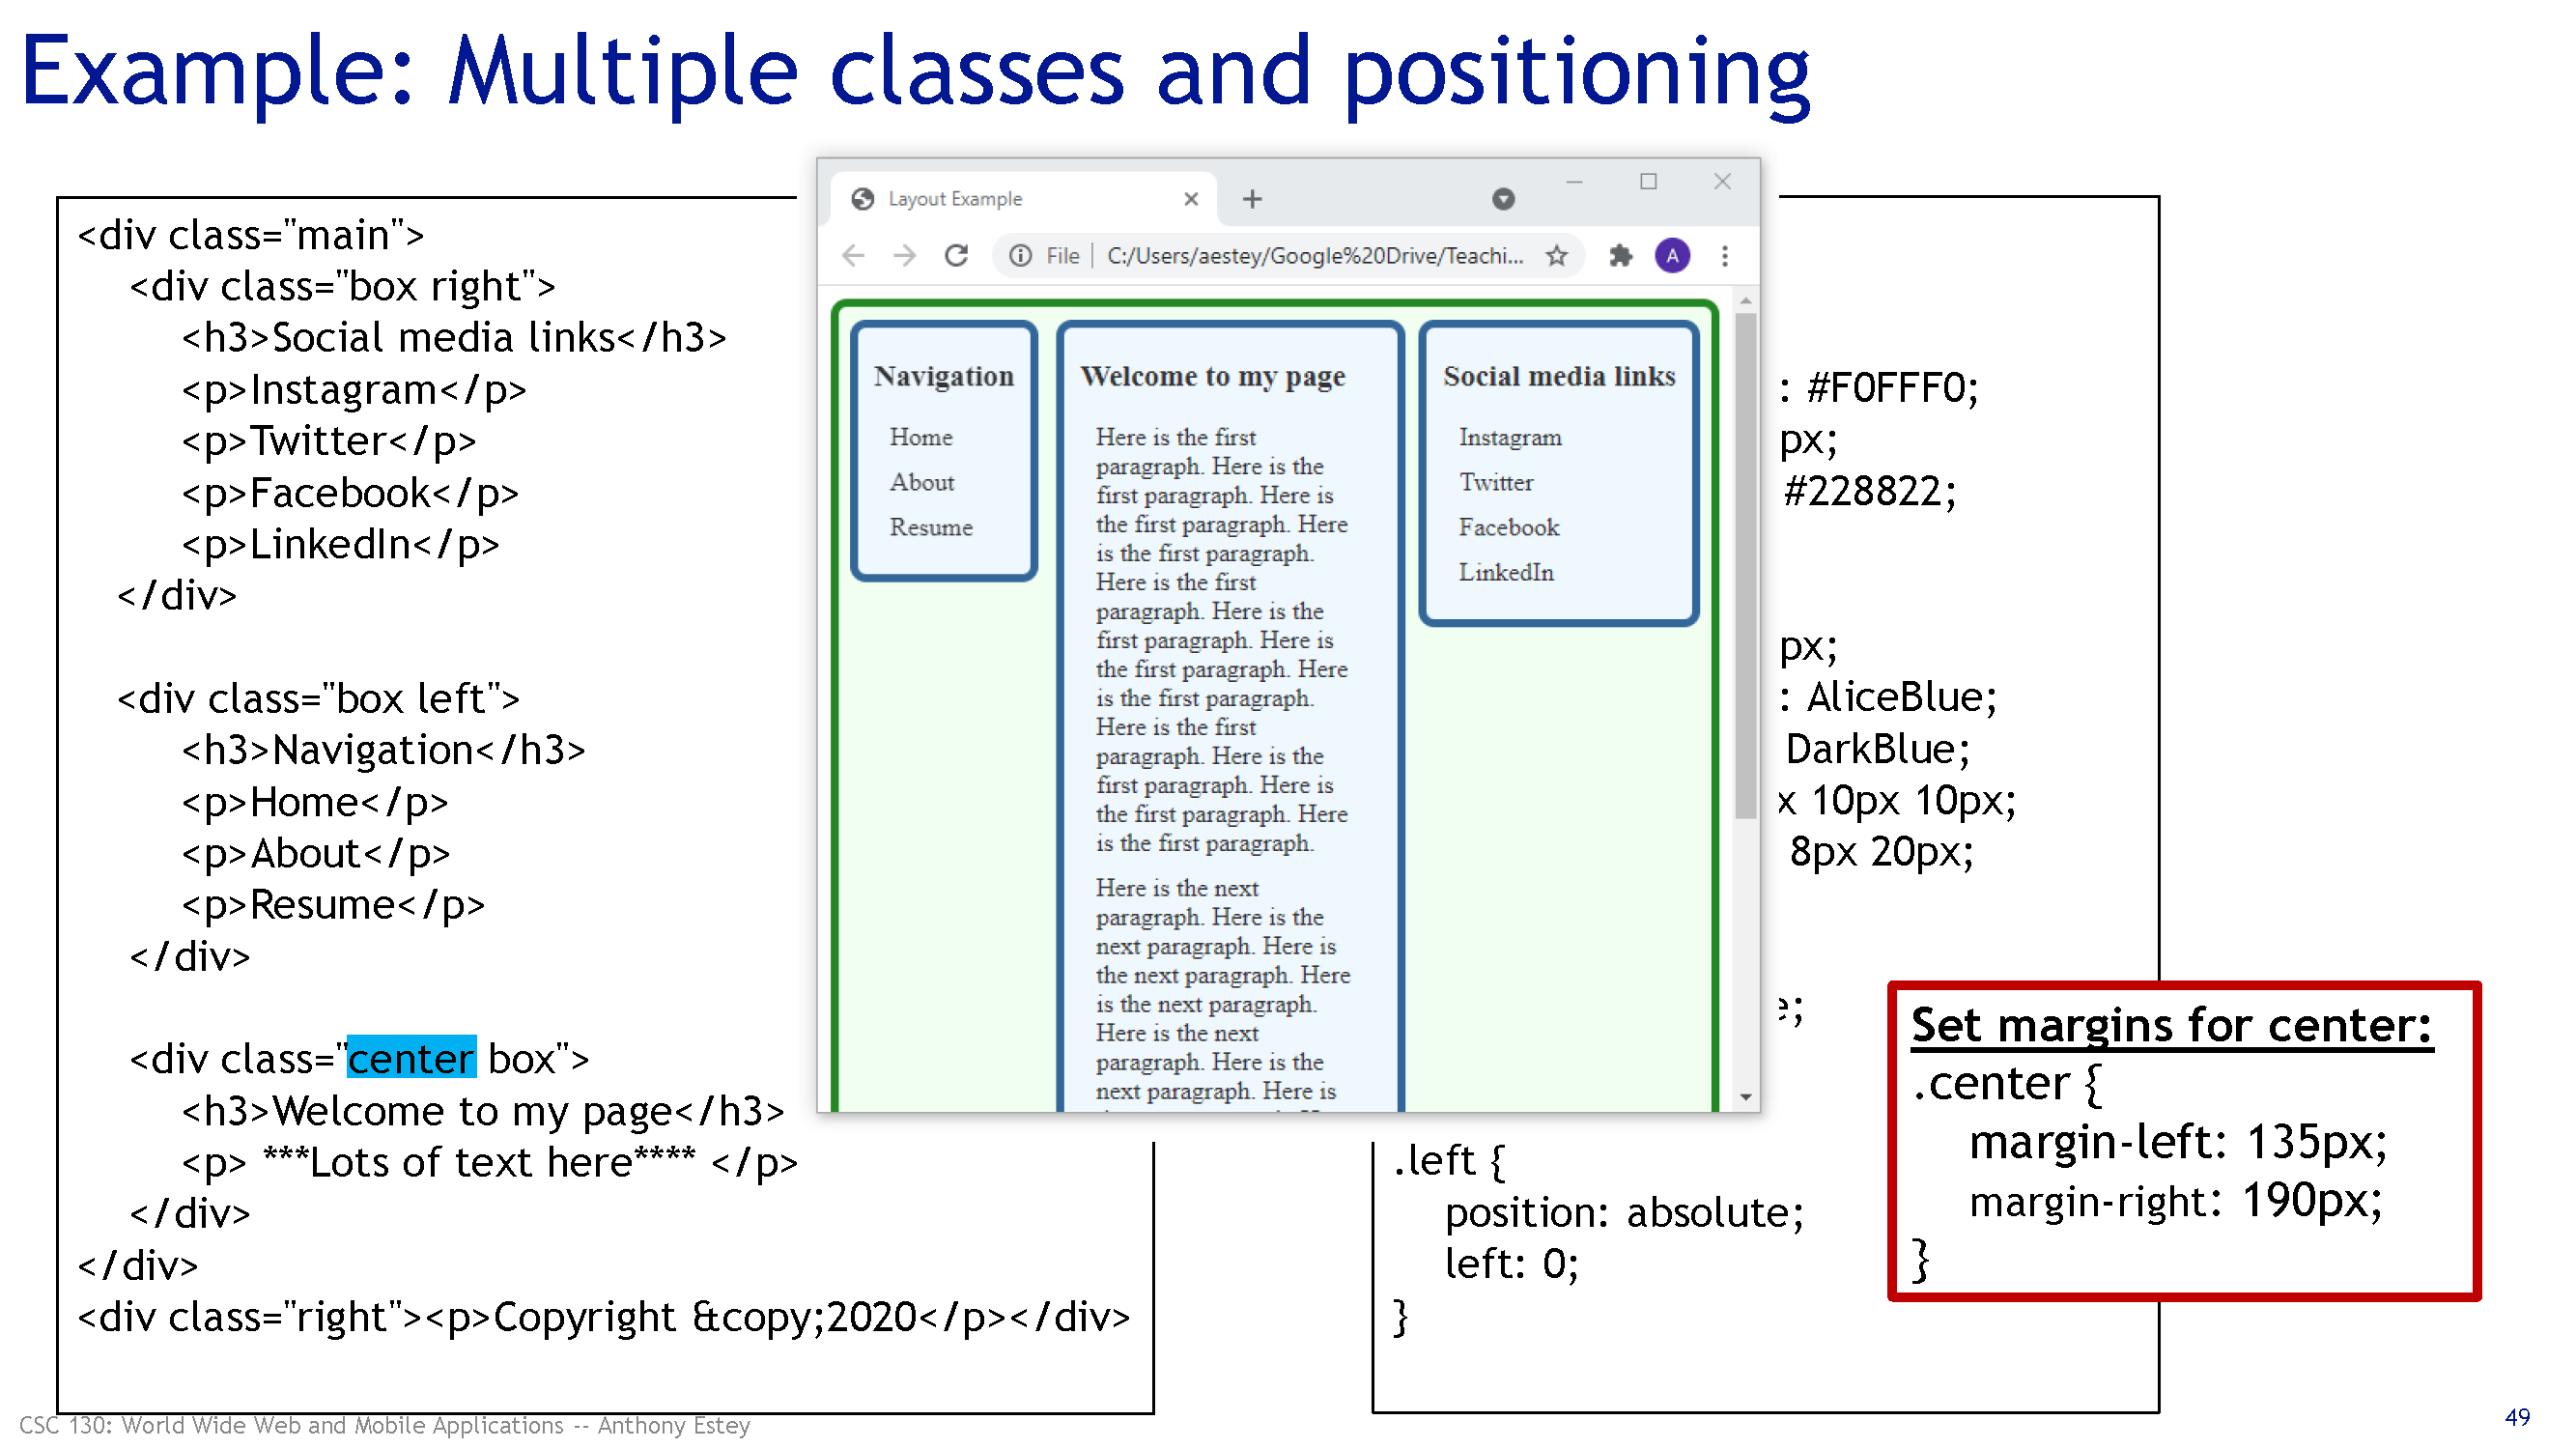 Example: Multiple classes and positioning
<div class="main">
<div class="box right">
<h3>Social media links</h3>
<p>Instagram</p>
<p>Twitter</p>
<p>Facebook</p>
<p>LinkedIn</p>
</div>
<div class="box left">
<h3>Navigation</h3>
<p>Home</p>
<p>About</p>
<p>Resume</p>
</div>
<div class="center box">
<h3>Welcome to my page</h3>
<p> ***Lots of text here**** </p>
</div>
</div>
<div class="right"><p>Copyright &copy;2020</p></div>
Layout Example
File | C:/Users/aestey/Google%20Drive/Teachi...
A
Navigation
Home
About
Resume
Welcome to my page
Here is the first
paragraph. Here is the
first paragraph. Here is
the first paragraph. Here
is the first paragraph.
Here is the first
paragraph. Here is the
first paragraph. Here is
the first paragraph. Here
is the first paragraph.
Here is the first
paragraph. Here is the
first paragraph. Here is
the first paragraph. Here
is the first paragraph.
Here is the next
paragraph. Here is the
next paragraph. Here is
the next paragraph. Here
is the next paragraph.
Here is the next
paragraph. Here is the
next paragraph. Here is
Social media links
Instagram
Twitter
Facebook
LinkedIn
: #F0FFF0;
px;
#228822;
px;
: AliceBlue;
DarkBlue;
x 10px 10px;
8px 20px;
e;
.left {
position: absolute;
left: 0;
}
Set margins for center:
.center {
margin-left: 135px;
margin-right: 190px;
}
CSC 130: World Wide Web and Mobile Applications -- Anthony Estey
49